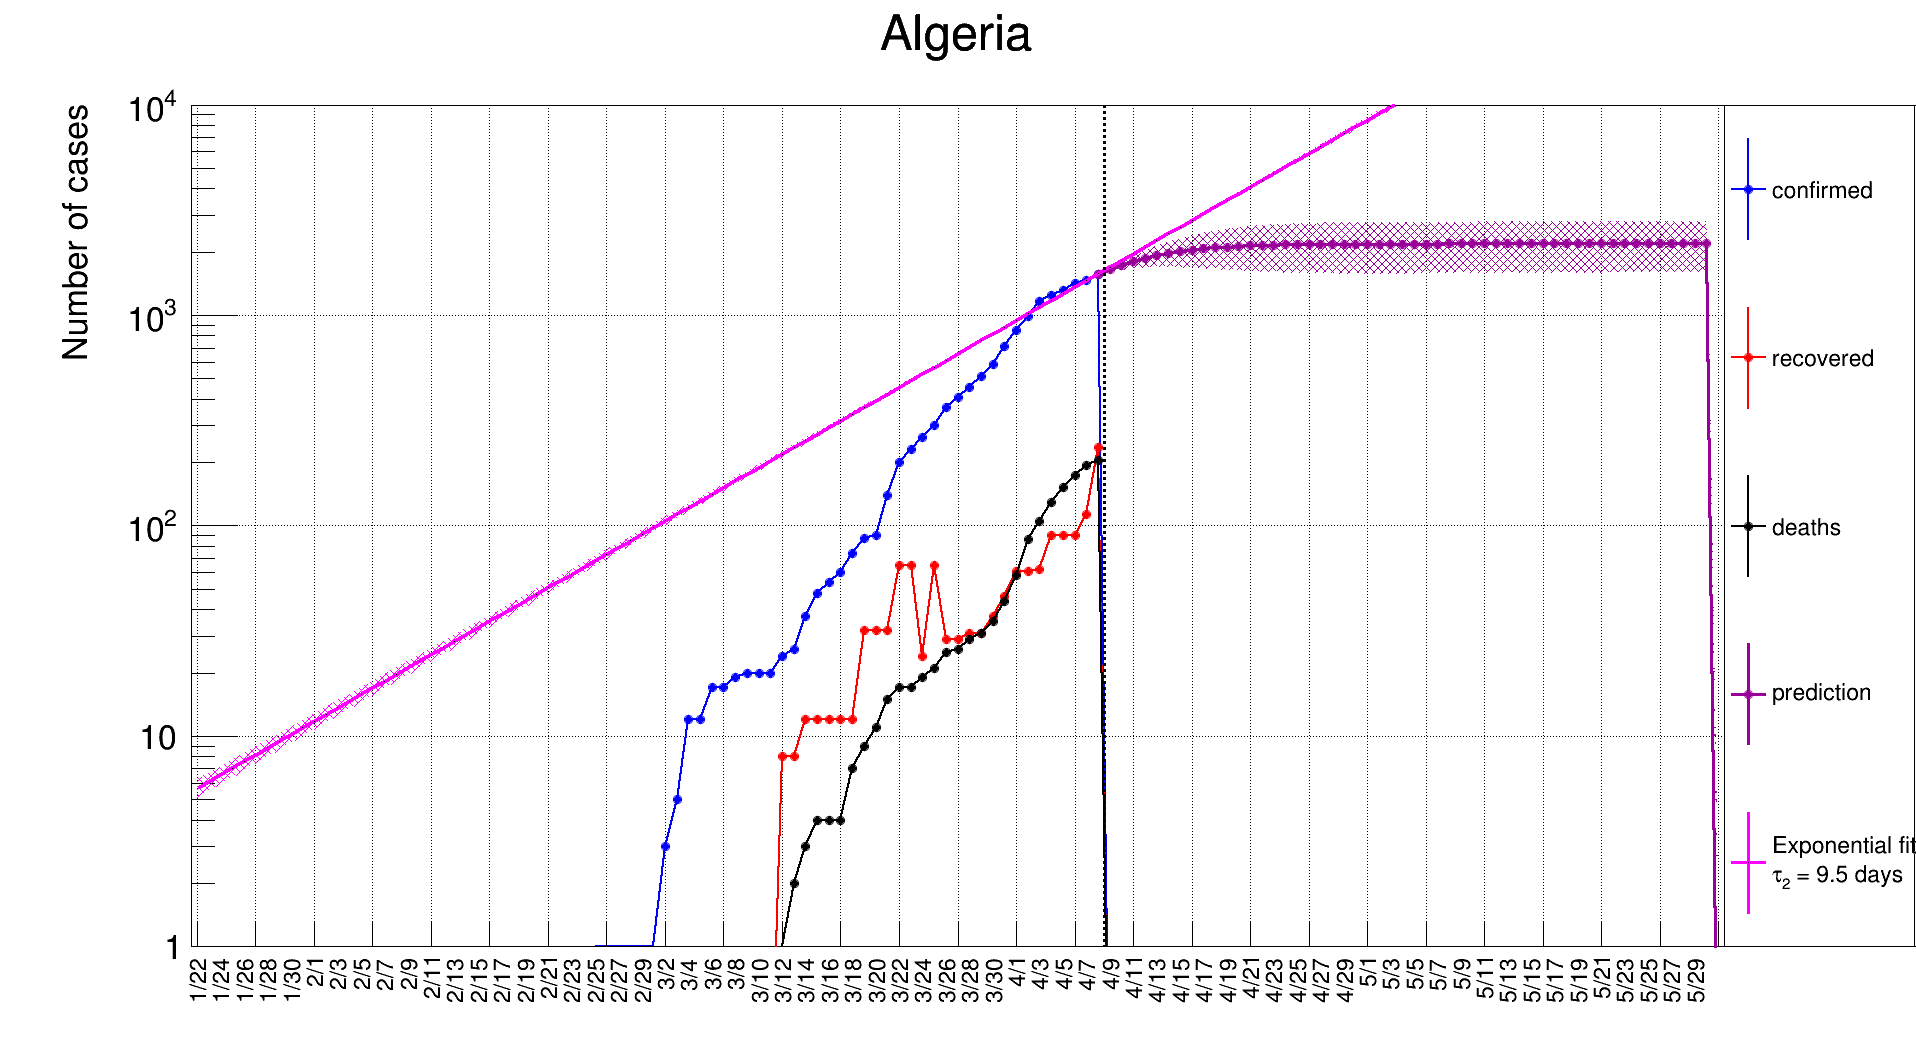 Algeria
Number of cases
10^4
10^3
10^2
10
1
1/22 1/24 1/26 1/28 1/30 2/1 2/3 2/5 2/7 2/9 2/11 2/13 2/15 2/17 2/19 2/21 2/23 2/25 2/27 2/29 3/2 3/4 3/6 3/8 3/10 3/12 3/14 3/16 3/18 3/20 3/22 3/24 3/26 3/28 3/30 4/1 4/3 4/5 4/7 4/9 4/11 4/13 4/15 4/17 4/19 4/21 4/23 4/25 4/27 4/29 5/1 5/3 5/5 5/7 5/9 5/11 5/13 5/15 5/17 5/19 5/21 5/23 5/25 5/27 5/29
confirmed
recovered
deaths
prediction
Exponential fit
τ₂ = 9.5 days